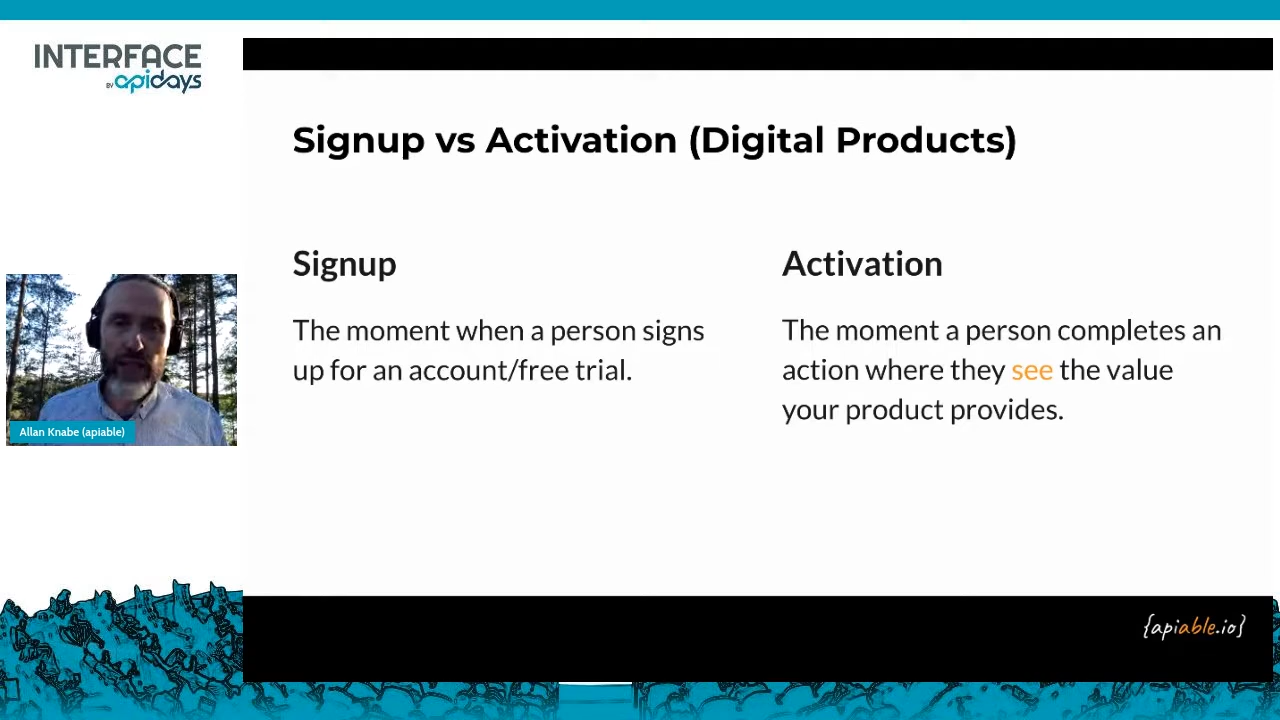 INTERFACE
BY apidays
Signup vs Activation (Digital Products)
Signup
The moment when a person signs
up for an account/free trial.
Activation
The moment a person completes an
action where they see the value
your product provides.
Allan Knabe (apiable)
{apiable.io}